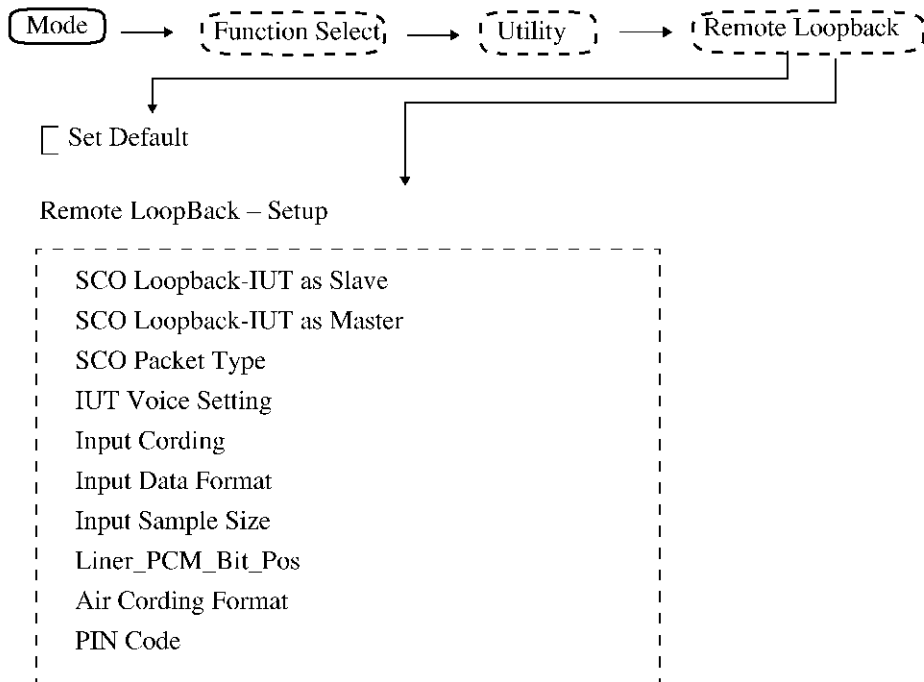 Mode Function Select Utility Remote Loopback
Set Default
Remote LoopBack – Setup
SCO Loopback-IUT as Slave
SCO Loopback-IUT as Master
SCO Packet Type
IUT Voice Setting
Input Cording
Input Data Format
Input Sample Size
Liner_PCM_Bit_Pos
Air Cording Format
PIN Code